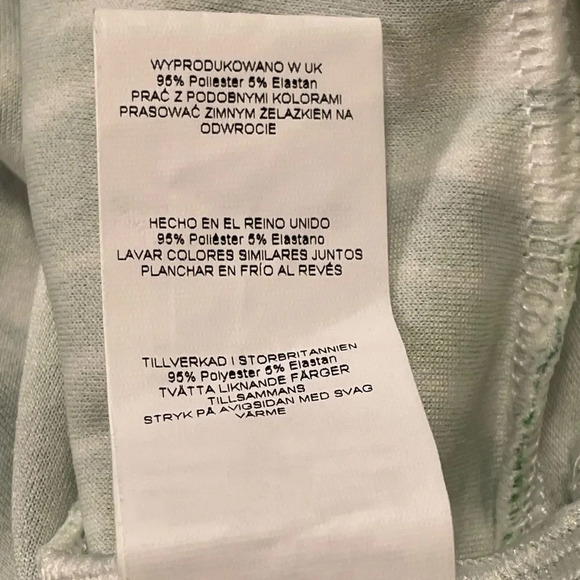 WYPRODUKOWANO W UK
95% Poliester 5% Elastan
PRAĆ Z PODOBNYMI KOLORAMI
PRASOWAĆ ZIMNYM ŻELAZKIEM NA
ODWROCIE
HECHO EN EL REINO UNIDO
95% Poliéster 5% Elastano
LAVAR COLORES SIMILARES JUNTOS
PLANCHAR EN FRÍO AL REVÉS
TILLVERKAD I STORBRITANNIEN
95% Polyester 5% Elastan
TVÄTTA LIKNANDE FÄRGER
TILLSAMMANS
STRYK PÅ AVIGSIDAN MED SVAG
VÄRME